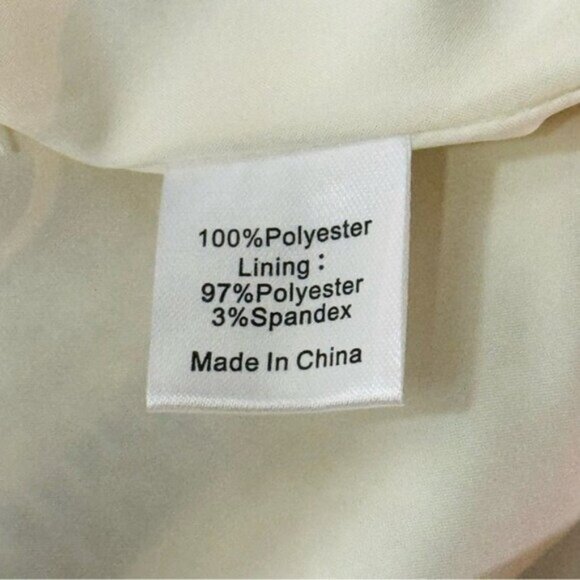 100%Polyester
Lining：
97%Polyester
3%Spandex
Made In China